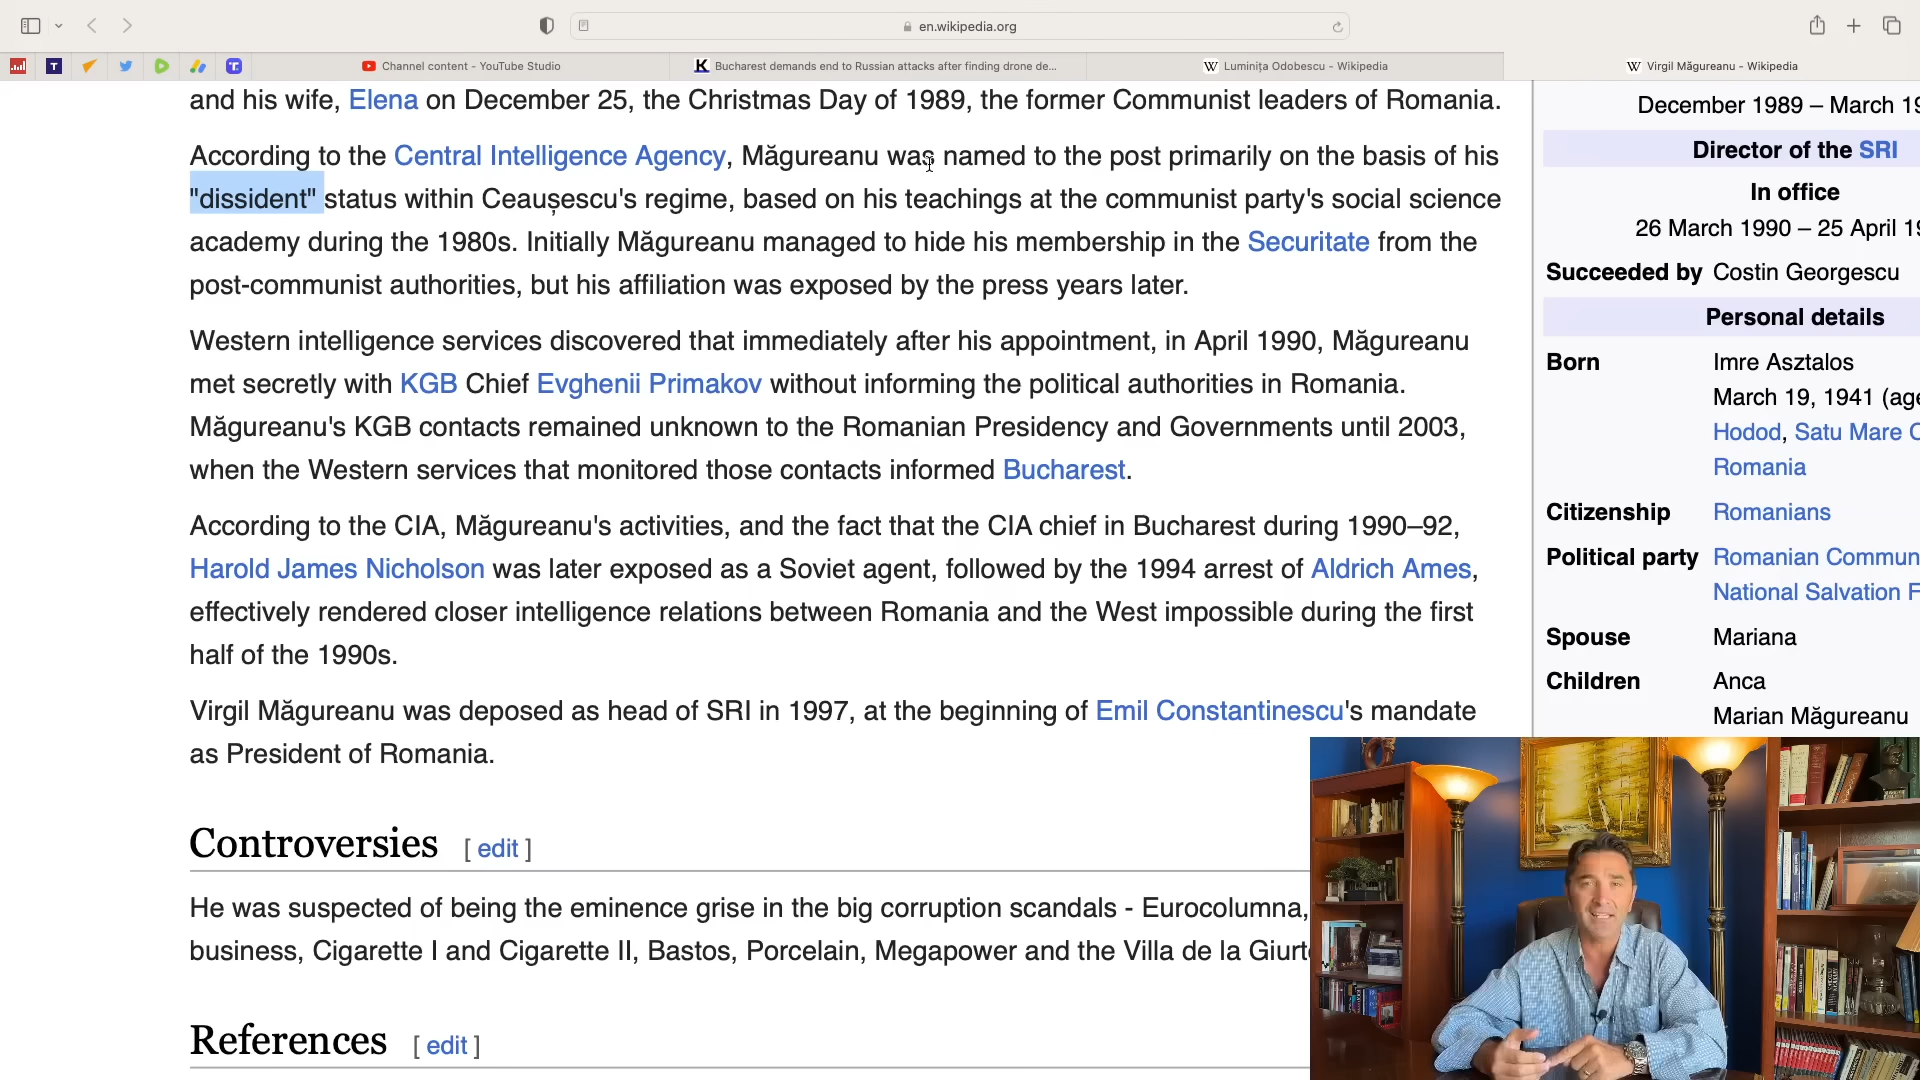 en.wikipedia.org
Channel content - YouTube Studio
Bucharest demands end to Russian attacks after finding drone de...
Luminița Odobescu - Wikipedia
Virgil Măgureanu - Wikipedia
and his wife, Elena on December 25, the Christmas Day of 1989, the former Communist leaders of Romania.
According to the Central Intelligence Agency, Măgureanu was named to the post primarily on the basis of his
"dissident" status within Ceaușescu's regime, based on his teachings at the communist party's social science
academy during the 1980s. Initially Măgureanu managed to hide his membership in the Securitate from the
post-communist authorities, but his affiliation was exposed by the press years later.
Western intelligence services discovered that immediately after his appointment, in April 1990, Măgureanu
met secretly with KGB Chief Evghenii Primakov without informing the political authorities in Romania.
Măgureanu's KGB contacts remained unknown to the Romanian Presidency and Governments until 2003,
when the Western services that monitored those contacts informed Bucharest.
According to the CIA, Măgureanu's activities, and the fact that the CIA chief in Bucharest during 1990–92,
Harold James Nicholson was later exposed as a Soviet agent, followed by the 1994 arrest of Aldrich Ames,
effectively rendered closer intelligence relations between Romania and the West impossible during the first
half of the 1990s.
Virgil Măgureanu was deposed as head of SRI in 1997, at the beginning of Emil Constantinescu's mandate
as President of Romania.
Controversies [ edit ]
He was suspected of being the eminence grise in the big corruption scandals - Eurocolumna,
business, Cigarette I and Cigarette II, Bastos, Porcelain, Megapower and the Villa de la Giurt
References [ edit ]
December 1989 – March 19
Director of the SRI
In office
26 March 1990 – 25 April 19
Succeeded by Costin Georgescu
Personal details
Born Imre Asztalos
March 19, 1941 (age
Hodod, Satu Mare C
Romania
Citizenship Romanians
Political party Romanian Commun
National Salvation F
Spouse Mariana
Children Anca
Marian Măgureanu